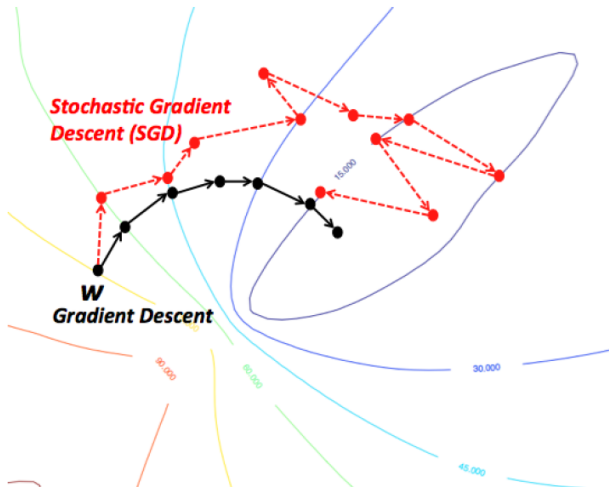 Stochastic Gradient
Descent (SGD)
15.000
W
Gradient Descent
90.000
60.000
30.000
45.000